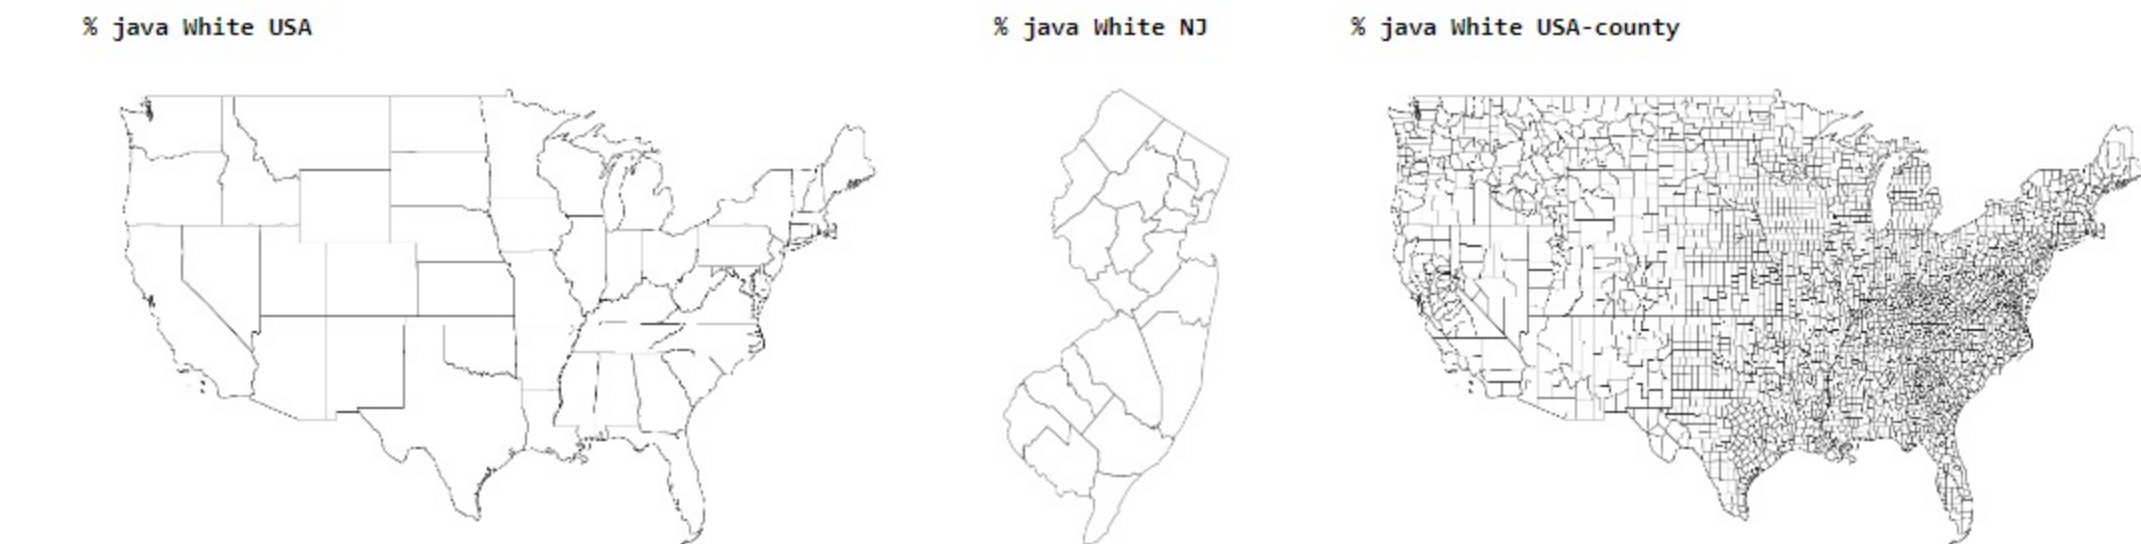 % java White USA
% java White NJ
% java White USA-county